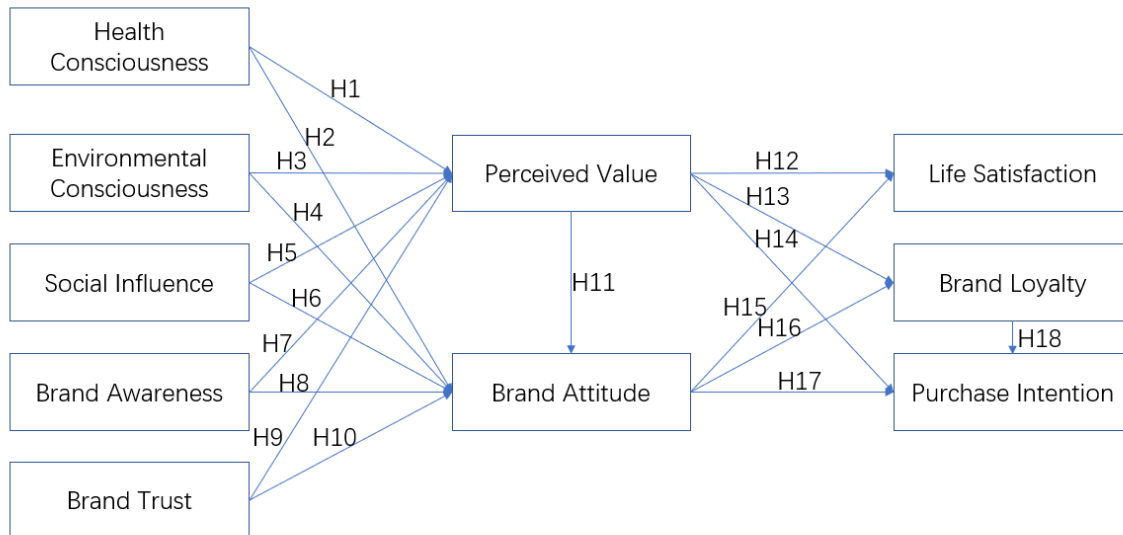 Health
Consciousness
H1
H2
Environmental
Consciousness
H3
Perceived Value
H12
Life Satisfaction
H13
H4
H14
H5
Social Influence
H11
Brand Loyalty
H6
H15
H16
H7
H18
H8
H17
Brand Awareness
Brand Attitude
Purchase Intention
H9
H10
Brand Trust